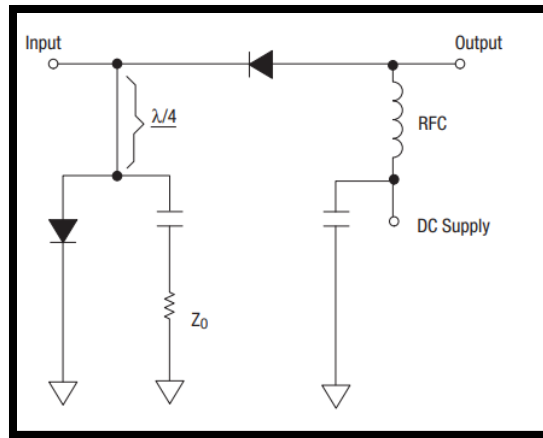 Input
Output
λ/4
RFC
DC Supply
Z0